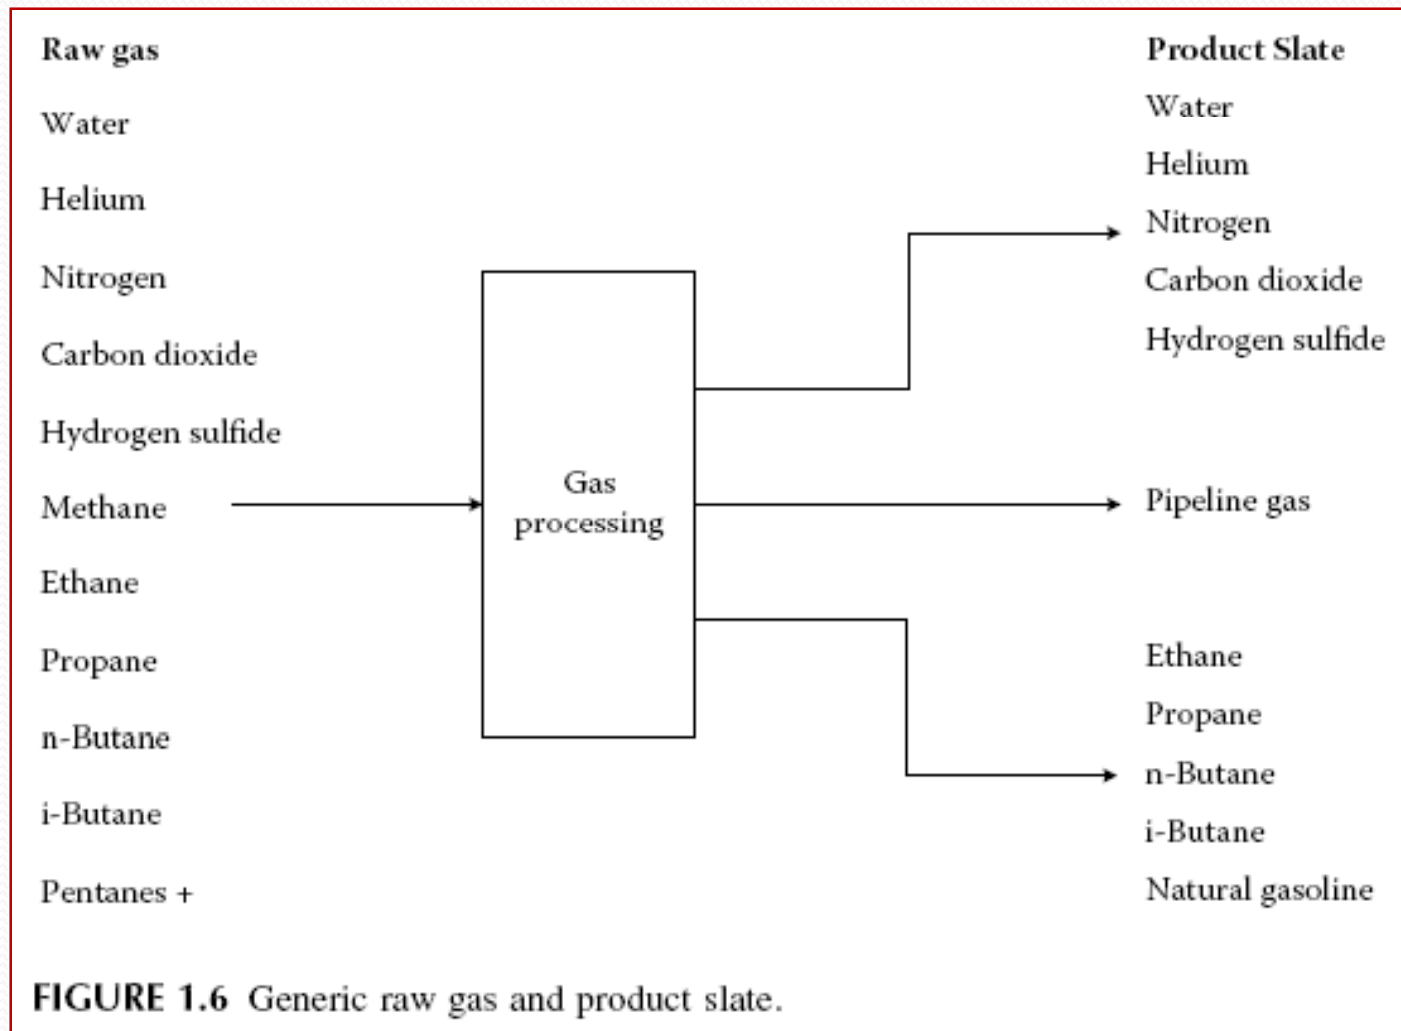 Raw gas
Water
Helium
Nitrogen
Carbon dioxide
Hydrogen sulfide
Methane
Ethane
Propane
n-Butane
i-Butane
Pentanes +
Gas
processing
Product Slate
Water
Helium
Nitrogen
Carbon dioxide
Hydrogen sulfide
Pipeline gas
Ethane
Propane
n-Butane
i-Butane
Natural gasoline
FIGURE 1.6 Generic raw gas and product slate.